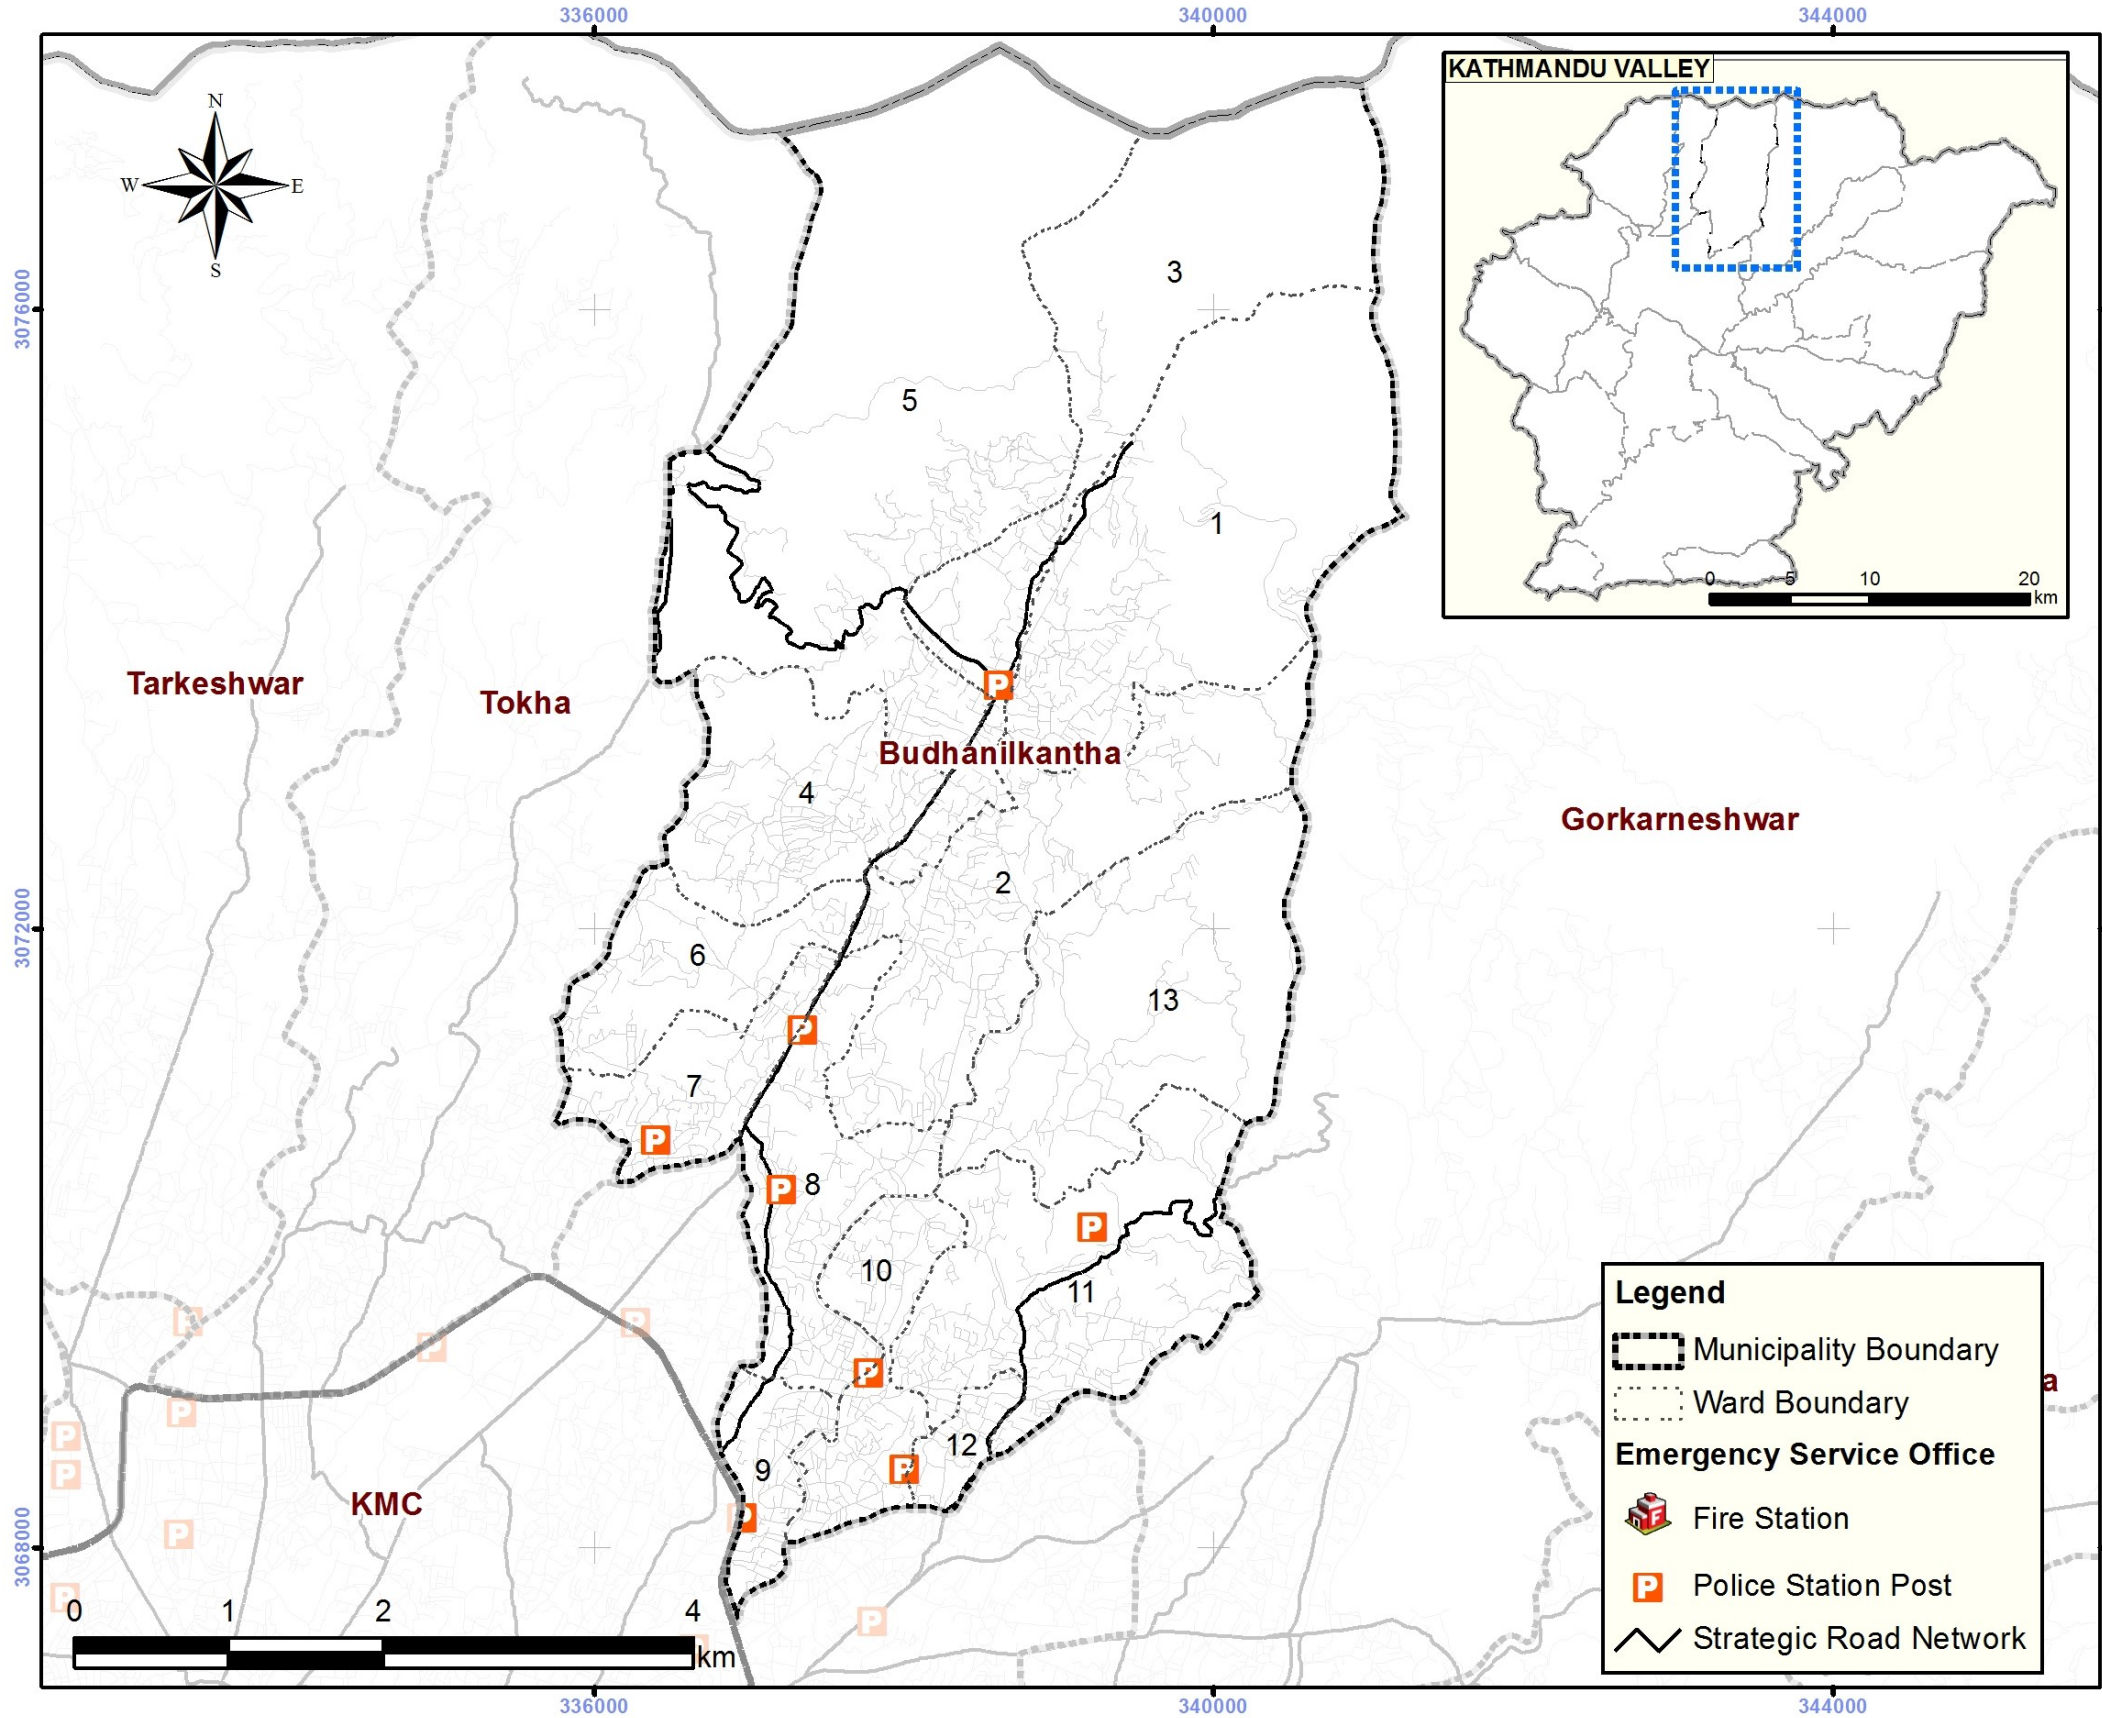 336000
340000
344000
KATHMANDU VALLEY
N
W
E
S
3076000
3
5
1
0
5
10
20
km
Tarkeshwar
Tokha
P
Budhanilkantha
4
Gorkarneshwar
2
3072000
6
13
P
7
P
P
8
P
10
11
Legend
P
P
P
Municipality Boundary
P
a
Ward Boundary
P
P
12
Emergency Service Office
P
9
P
KMC
P
F
Fire Station
P
3068000
P
P
Police Station Post
0
1
2
4
P
Strategic Road Network
km
336000
340000
344000